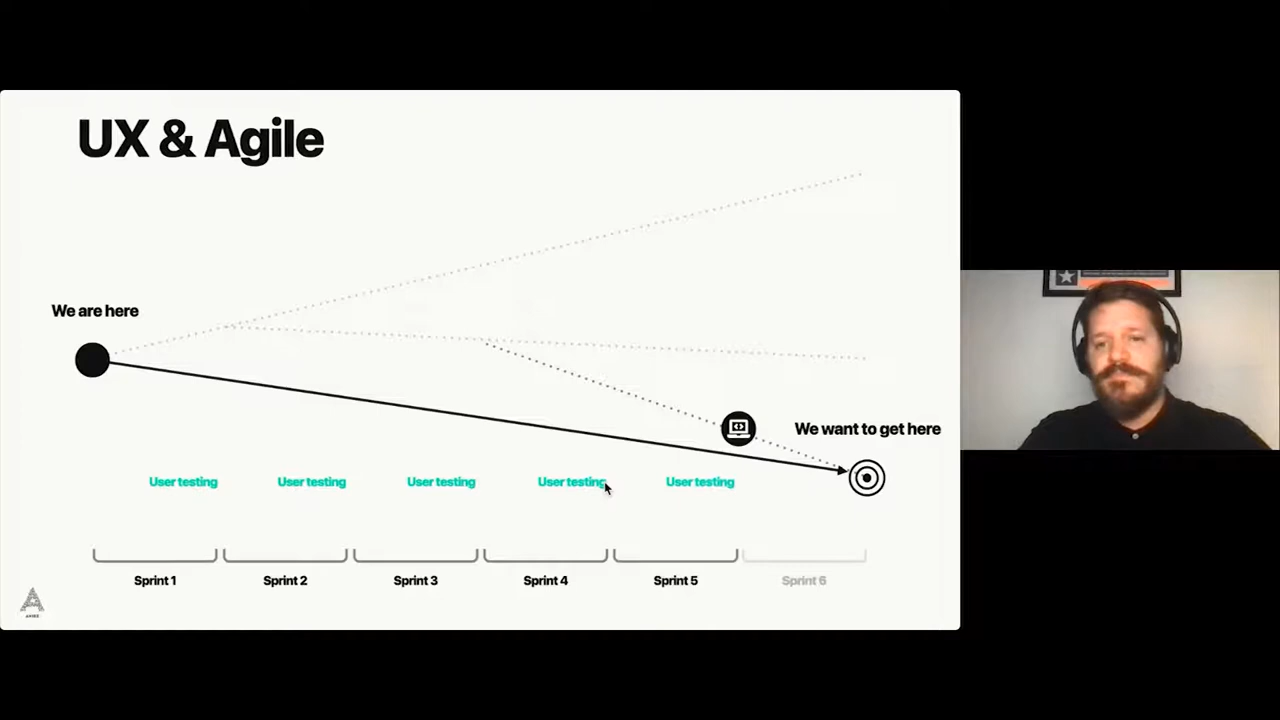 UX & Agile
We are here
We want to get here
User testing
User testing
User testing
User testing
User testing
Sprint 1
Sprint 2
Sprint 3
Sprint 4
Sprint 5
Sprint 6